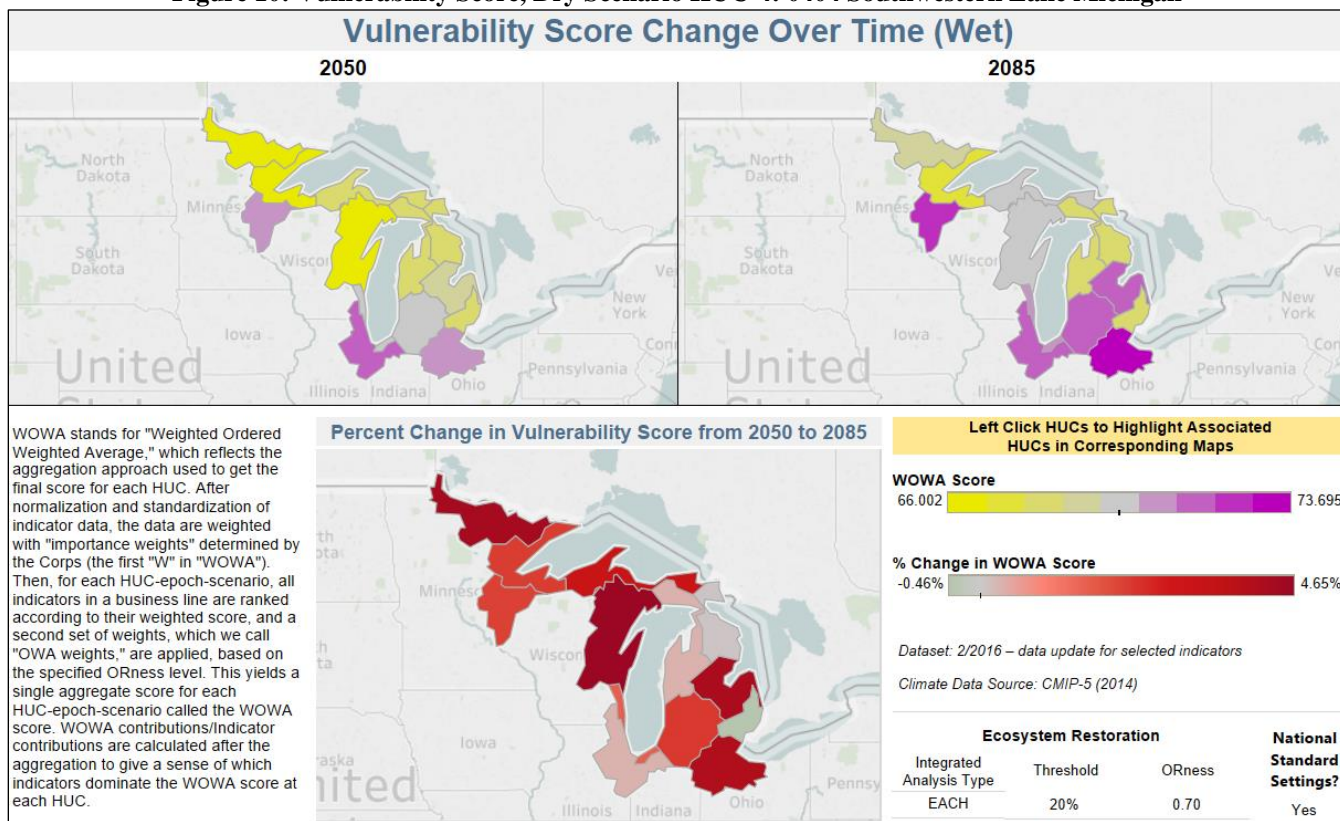 Vulnerability Score Change Over Time (Wet)
2050
2085
North
Dakota
Minnes
South
Dakota
Wiscon
Iowa
United
Illinois Indiana
Ohio
North
Dakota
Minnes
South
Dakota
Wiscon
Iowa
United
Illinois Indiana
Ohio
Pennsylvania
New
York
WOWA stands for "Weighted Ordered
Weighted Average," which reflects the
aggregation approach used to get the
final score for each HUC. After
normalization and standardization of
indicator data, the data are weighted
with "importance weights" determined by
the Corps (the first "W" in "WOWA").
Then, for each HUC-epoch-scenario, all
indicators in a business line are ranked
according to their weighted score, and a
second set of weights, which we call
"OWA weights," are applied, based on
the specified ORness level. This yields a
single aggregate score for each
HUC-epoch-scenario called the WOWA
score. WOWA contributions/Indicator
contributions are calculated after the
aggregation to give a sense of which
indicators dominate the WOWA score at
each HUC.
Percent Change in Vulnerability Score from 2050 to 2085
Minnes
Wiscon
Iowa
raska
nited
Illinois Indiana
Ohio
Pennsy
Left Click HUCs to Highlight Associated
HUCs in Corresponding Maps
WOWA Score
66.002 73.695
% Change in WOWA Score
-0.46% 4.65%
Dataset: 2/2016 – data update for selected indicators
Climate Data Source: CMIP-5 (2014)
Ecosystem Restoration
National
Standard
Settings?
Integrated
Analysis Type
Threshold
ORness
EACH 20% 0.70 Yes